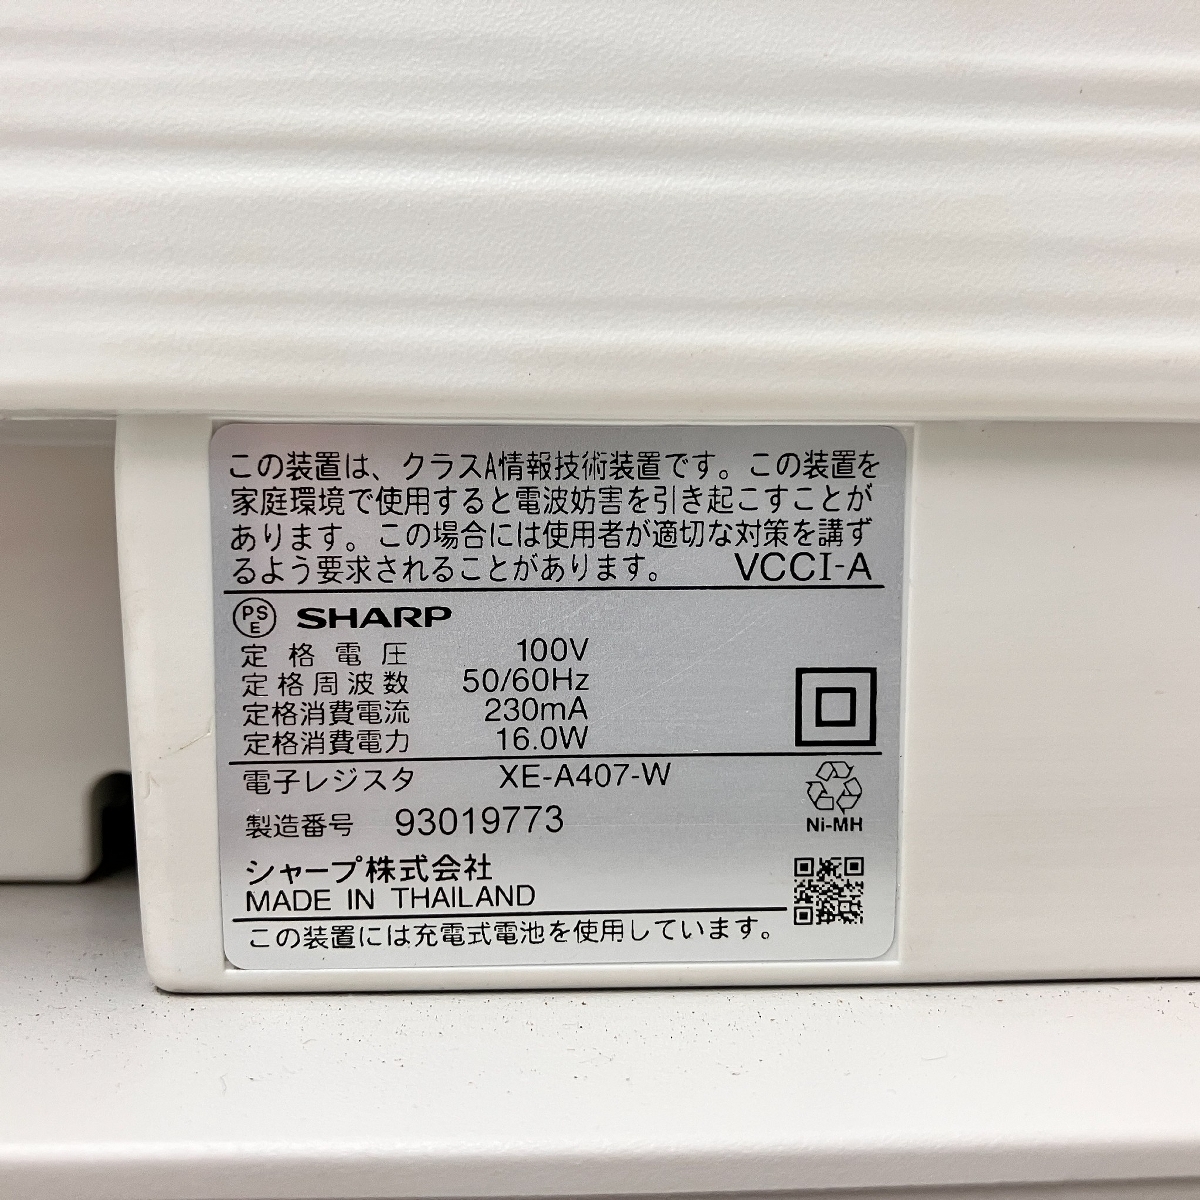 この装置は、クラスA情報技術装置です。この装置を
家庭環境で使用すると電波妨害を引き起こすことが
あります。この場合には使用者が適切な対策を講ず
るよう要求されることがあります。 VCCI-A
PSE SHARP
定格電圧 100V
定格周波数 50/60Hz
定格消費電流 230mA
定格消費電力 16.0W
電子レジスタ XE-A407-W
製造番号 93019773
Ni-MH
シャープ株式会社
MADE IN THAILAND
この装置には充電式電池を使用しています。